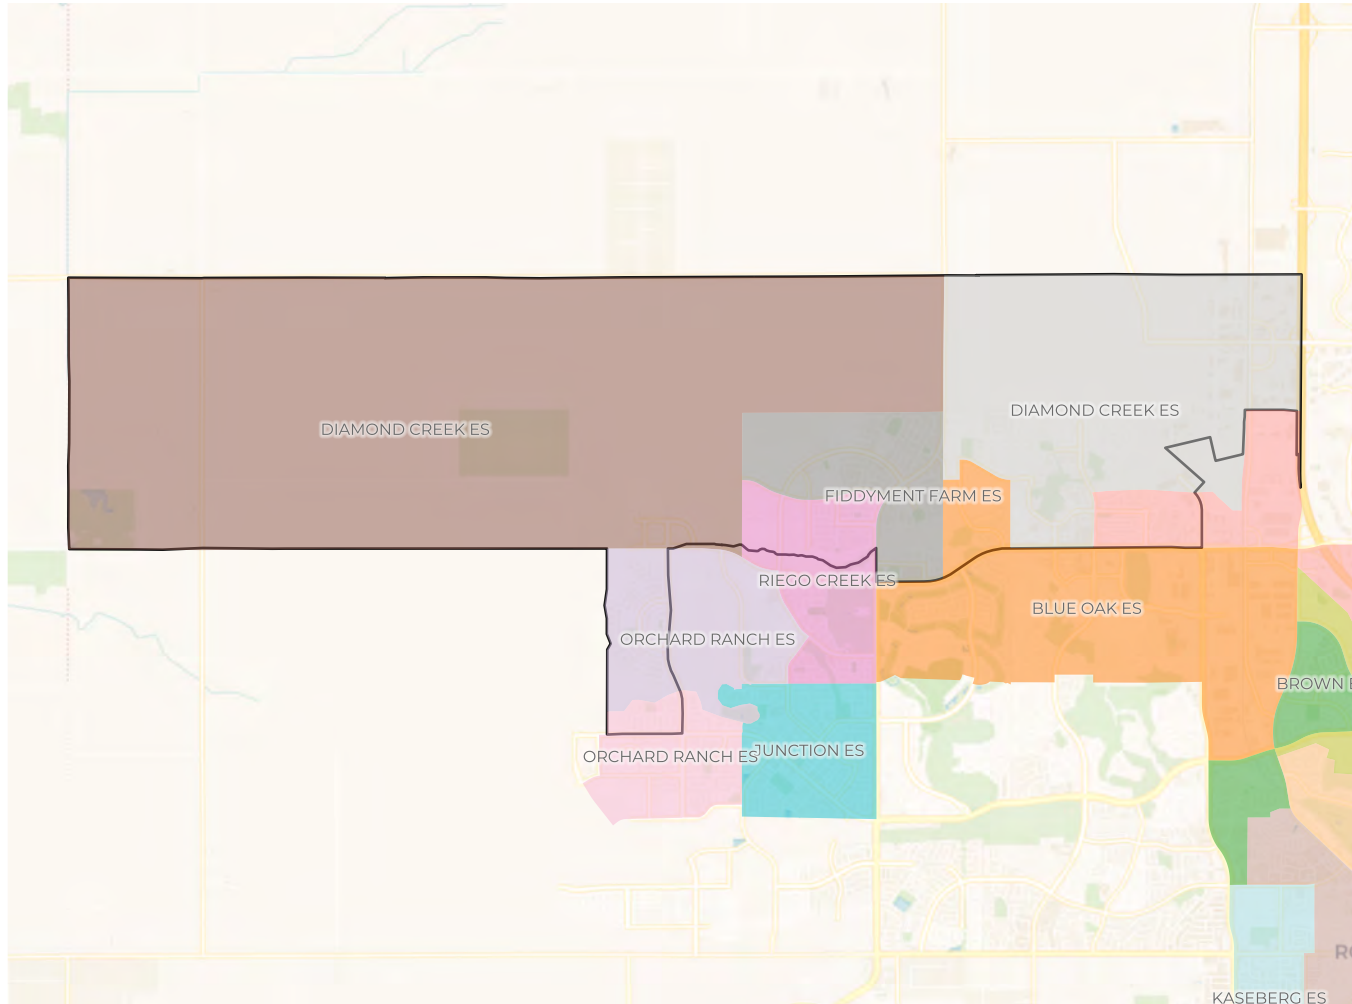 DIAMOND CREEK ES
DIAMOND CREEK ES
FIDDYMENT FARM ES
RIEGO CREEK ES
BLUE OAK ES
ORCHARD RANCH ES
BROWN E
ORCHARD RANCH ES
JUNCTION ES
RO
KASEBERG ES